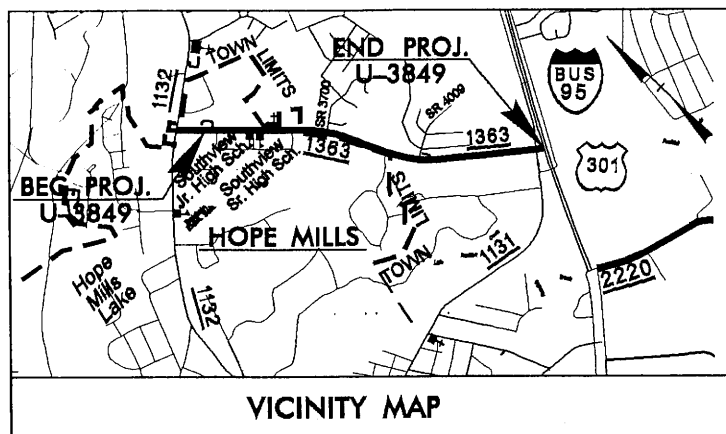 END PROJ.
U-3849
TOWN
LIMITS
1132
SR 3700
SR 4009
BUS
95
301
1363
1363
Southview
Jr. High Sch.
Southview
Sr. High Sch.
BEG. PROJ.
U-3849
HOPE MILLS
LIMITS
TOWN
1131
2220
Hope
Mills
Lake
1132
VICINITY MAP